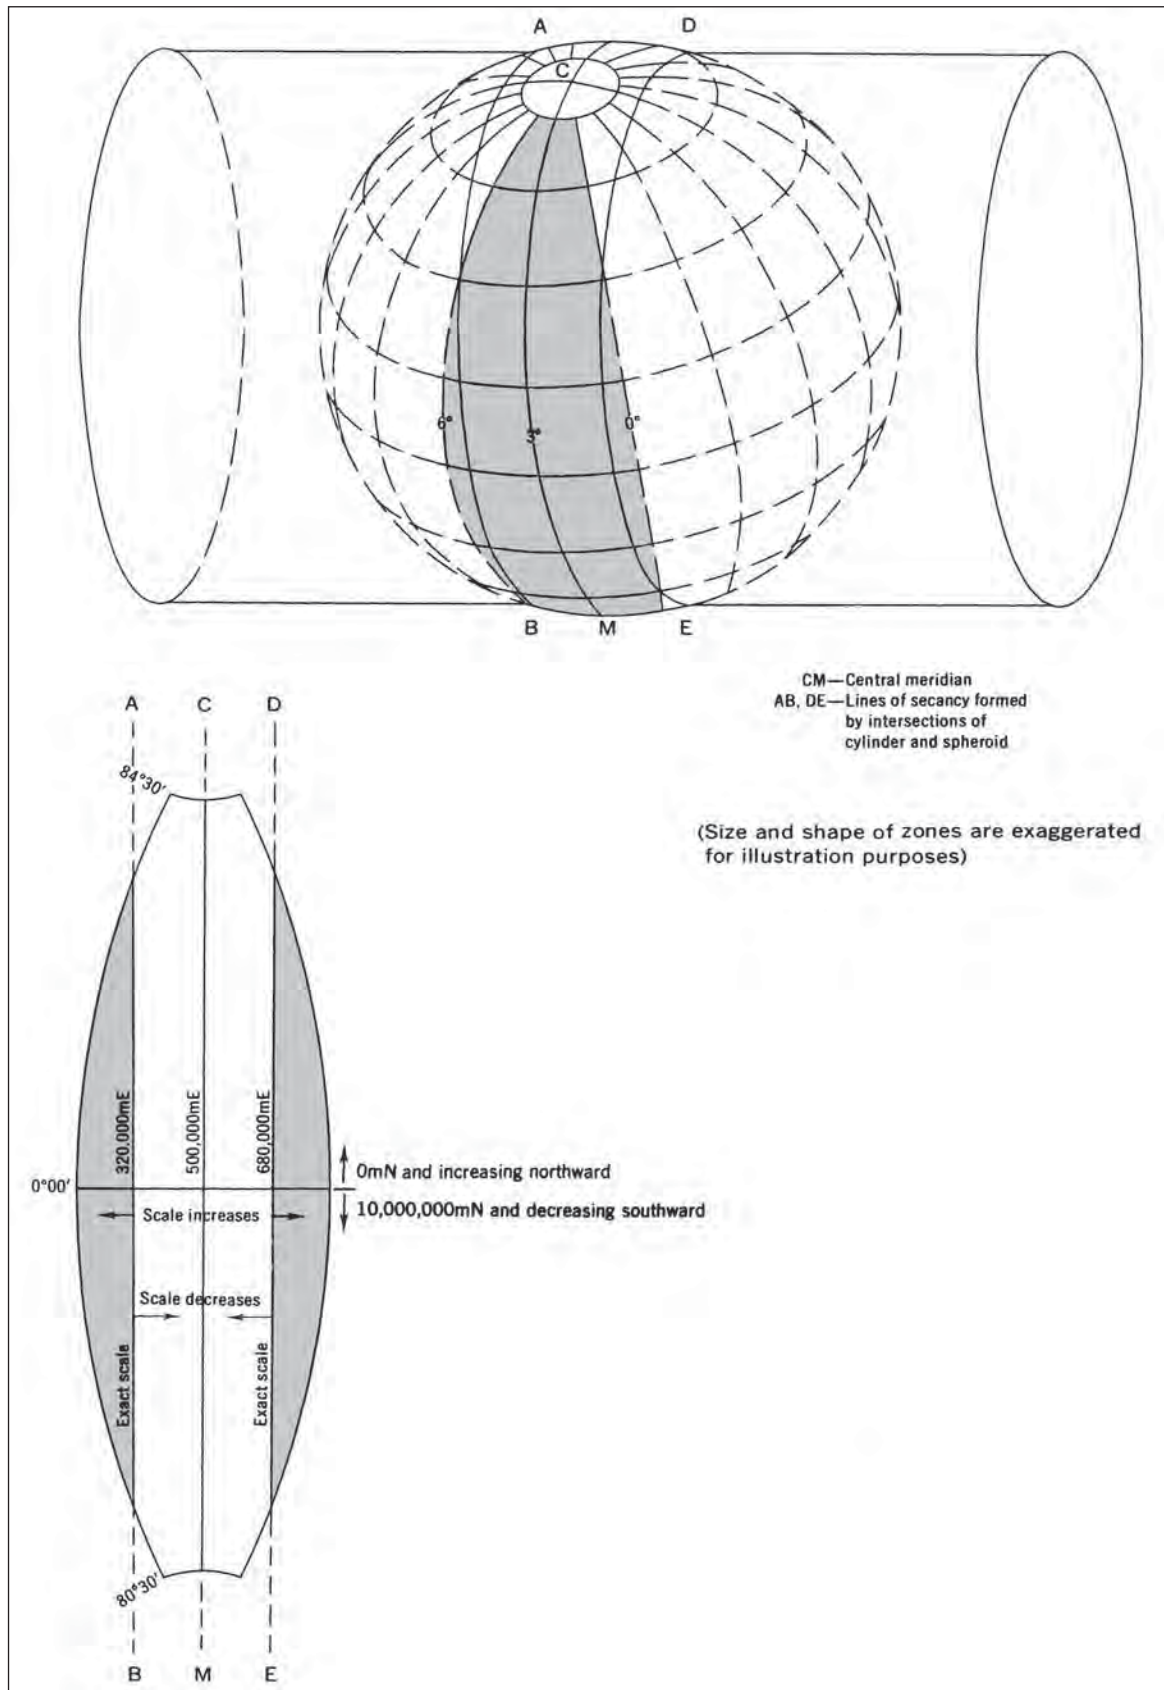 A
D
C
6°
3°
0°
B
M
E
CM—Central meridian
AB, DE—Lines of secancy formed
by intersections of
cylinder and spheroid
A
C
D
84°30'
(Size and shape of zones are exaggerated
for illustration purposes)
320.000mE
500,000mE
680,000mE
0°00'
0mN and increasing northward
10,000,000mN and decreasing southward
Scale increases
Scale decreases
Exact scale
Exact scale
80°30'
B
M
E